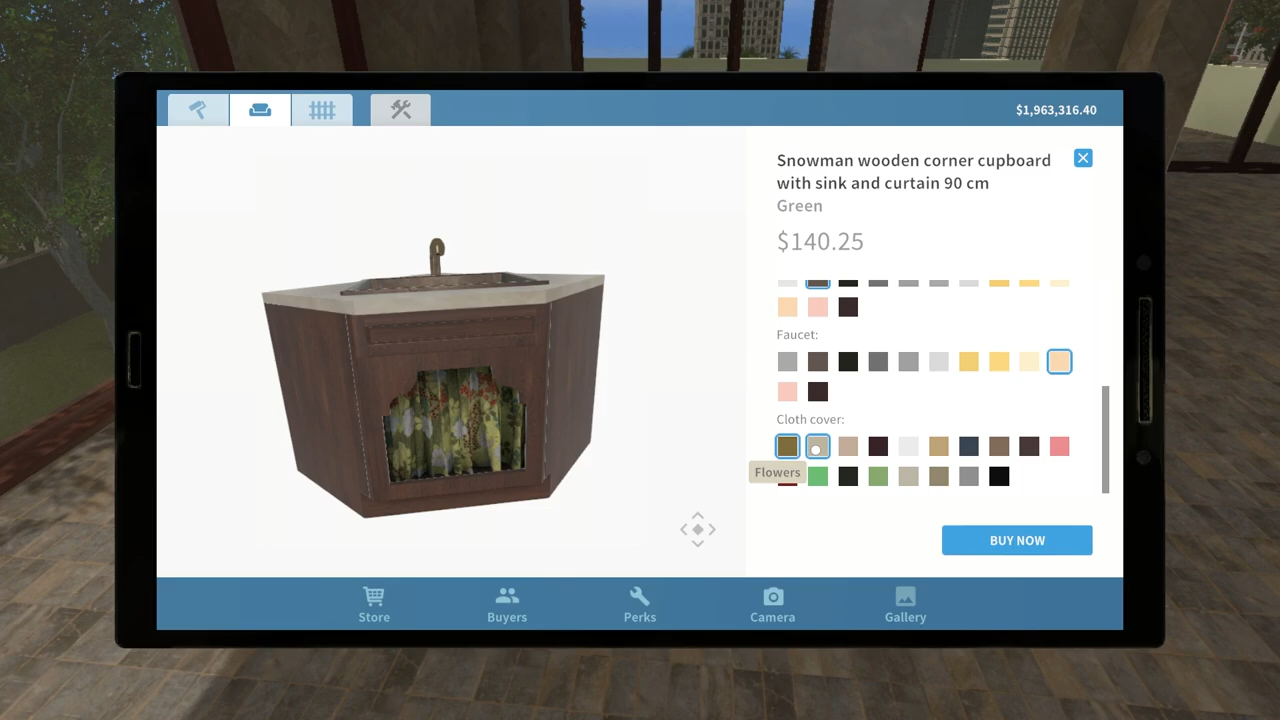 $1,963,316.40
Snowman wooden corner cupboard
with sink and curtain 90 cm
Green
$140.25
Faucet:
Cloth cover:
Flowers
BUY NOW
Store
Buyers
Perks
Camera
Gallery